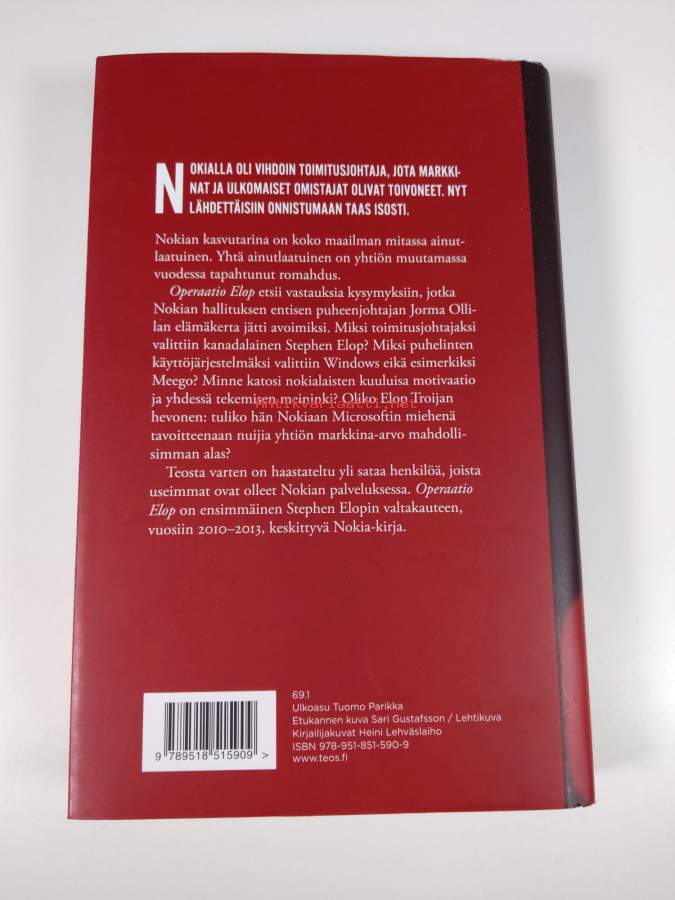 NOKIALLA OLI VIHDOIN TOIMITUSJOHTAJA, JOTA MARKKI-
NAT JA ULKOMAISET OMISTAJAT OLIVAT TOIVONEET. NYT
LÄHDETTÄISIIN ONNISTUMAAN TAAS ISOSTI.
Nokian kasvutarina on koko maailman mitassa ainut-
laatuinen. Yhtä ainutlaatuinen on yhtiön muutamassa
vuodessa tapahtunut romahdus.
Operaatio Elop etsii vastauksia kysymyksiin, jotka
Nokian hallituksen entisen puheenjohtajan Jorma Olli-
lan elämäkerta jätti avoimiksi. Miksi toimitusjohtajaksi
valittiin kanadalainen Stephen Elop? Miksi puhelinten
käyttöjärjestelmäksi valittiin Windows eikä esimerkiksi
Meego? Minne katosi nokialaisten kuuluisa motivaatio
ja yhdessä tekemisen meininki? Oliko Elop Troijan
Antikvariaatti.net
hevonen: tuliko hän Nokiaan Microsoftin miehenä
tavoitteenaan nuijia yhtiön markkina-arvo mahdolli-
simman alas?
Teosta varten on haastateltu yli sataa henkilöä, joista
useimmat ovat olleet Nokian palveluksessa. Operaatio
Elop on ensimmäinen Stephen Elopin valtakauteen,
vuosiin 2010–2013, keskittyvä Nokia-kirja.
69.1
Ulkoasu Tuomo Parikka
Etukannen kuva Sari Gustafsson / Lehtikuva
Kirjailijakuvat Heini Lehväslaiho
ISBN 978-951-851-590-9
www.teos.fi
9 789518 515909 >